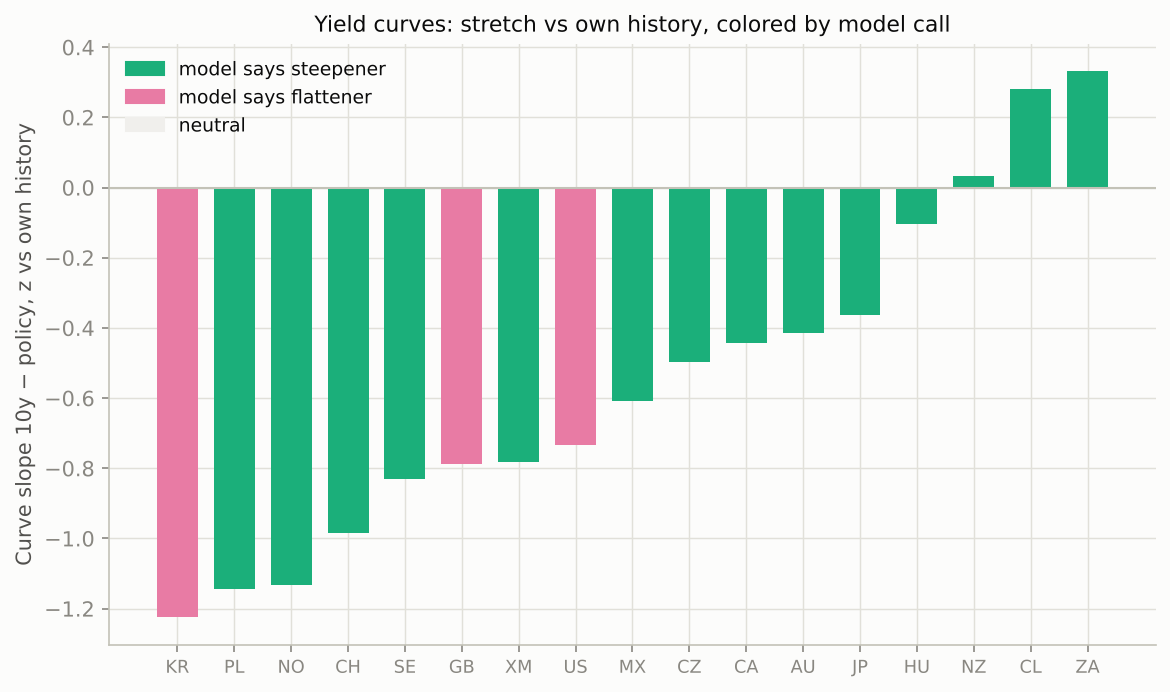 Yield curves: stretch vs own history, colored by model call
model says steepener
model says flattener
neutral
Curve slope 10y − policy, z vs own history
0.4
0.2
0.0
−0.2
−0.4
−0.6
−0.8
−1.0
−1.2
KR PL NO CH SE GB XM US MX CZ CA AU JP HU NZ CL ZA